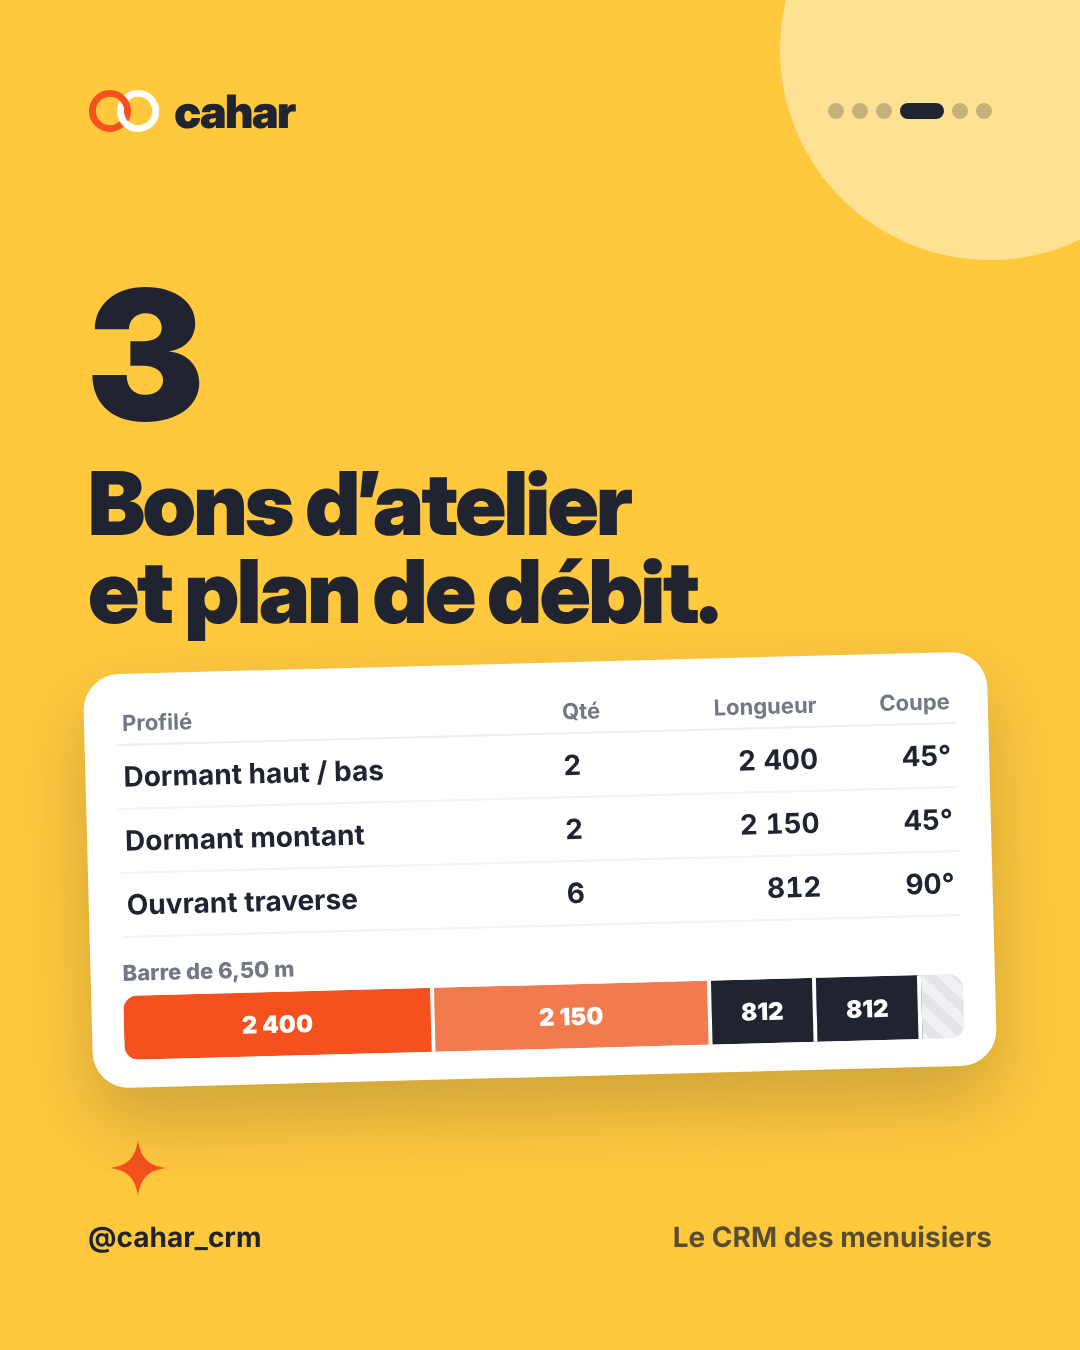 cahar
3
Bons d’atelier
et plan de débit.
Profilé Qté Longueur Coupe
Dormant haut / bas 2 2 400 45°
Dormant montant 2 2 150 45°
Ouvrant traverse 6 812 90°
Barre de 6,50 m
2 400 2 150 812 812
@cahar_crm Le CRM des menuisiers